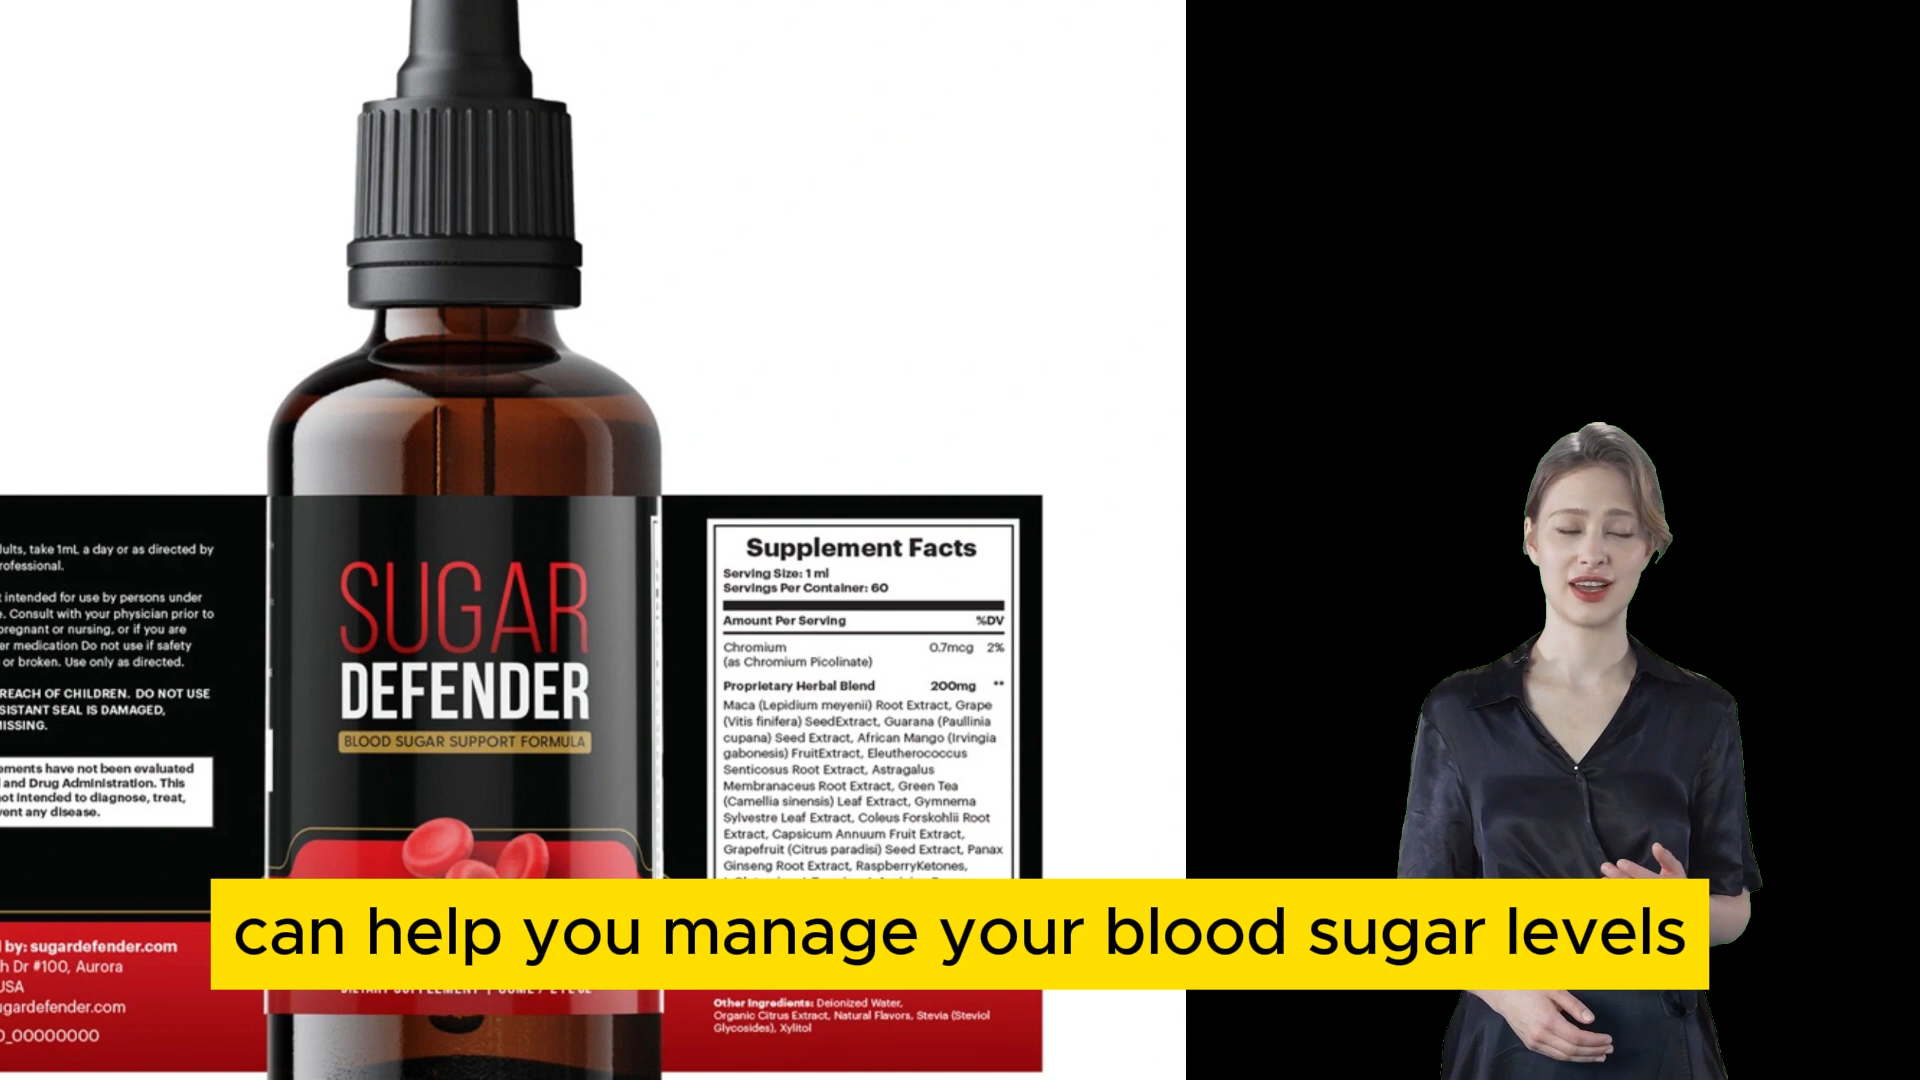 dults, take 1mL a day or as directed by
rofessional.
t intended for use by persons under
e. Consult with your physician prior to
pregnant or nursing, or if you are
er medication Do not use if safety
or broken. Use only as directed.
REACH OF CHILDREN. DO NOT USE
SISTANT SEAL IS DAMAGED,
MISSING.
ements have not been evaluated
and Drug Administration. This
not intended to diagnose, treat,
vent any disease.
d by: sugardefender.com
h Dr #100, Aurora
USA
ugardefender.com
0_00000000
SUGAR
DEFENDER
BLOOD SUGAR SUPPORT FORMULA
Supplement Facts
Serving Size: 1 ml
Servings Per Container: 60
Amount Per Serving %DV
Chromium 0.7mcg 2%
(as Chromium Picolinate)
Proprietary Herbal Blend 200mg **
Maca (Lepidium meyenii) Root Extract, Grape
(Vitis finifera) SeedExtract, Guarana (Paullinia
cupana) Seed Extract, African Mango (Irvingia
gabonesis) FruitExtract, Eleutherococcus
Senticosus Root Extract, Astragalus
Membranaceus Root Extract, Green Tea
(Camellia sinensis) Leaf Extract, Gymnema
Sylvestre Leaf Extract, Coleus Forskohlii Root
Extract, Capsicum Annuum Fruit Extract,
Grapefruit (Citrus paradisi) Seed Extract, Panax
Ginseng Root Extract, RaspberryKetones,
can help you manage your blood sugar levels
Other Ingredients: Deionized Water,
Organic Citrus Extract, Natural Flavors, Stevia (Steviol
Glycosides), Xylitol